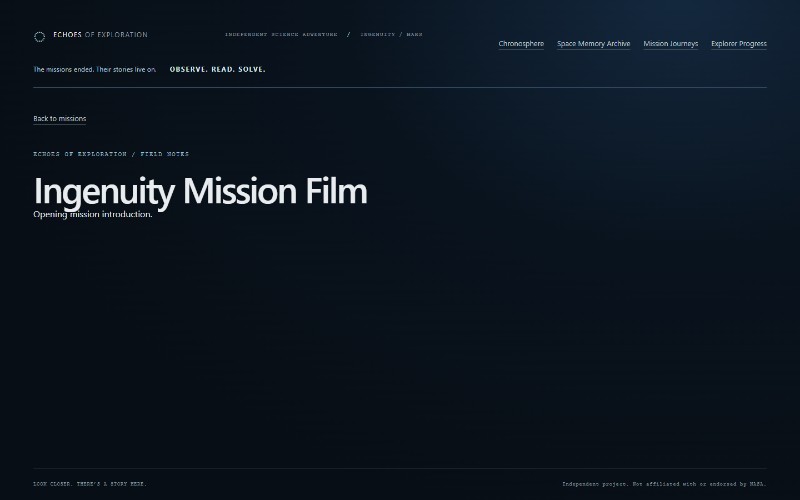 ECHOES OF EXPLORATION
INDEPENDENT SCIENCE ADVENTURE / INGENUITY / MARS
Chronosphere Space Memory Archive Mission Journeys Explorer Progress
The missions ended. Their stories live on. OBSERVE. READ. SOLVE.
Back to missions
ECHOES OF EXPLORATION / FIELD NOTES
Ingenuity Mission Film
Opening mission introduction.
LOOK CLOSER. THERE'S A STORY HERE.
Independent project. Not affiliated with or endorsed by NASA.